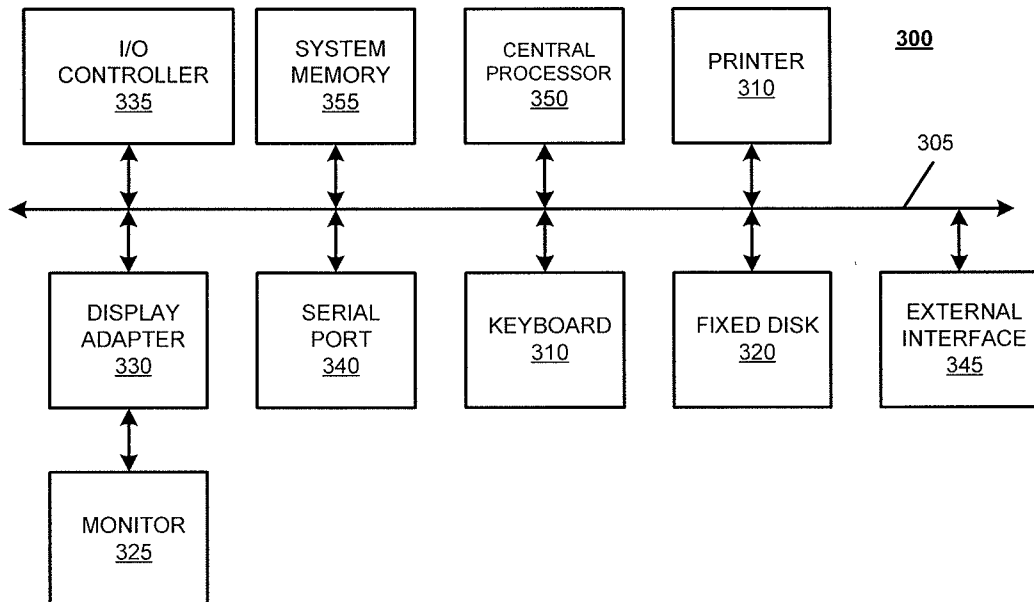 I/O
CONTROLLER
335
SYSTEM
MEMORY
355
CENTRAL
PROCESSOR
350
PRINTER
310
300
305
DISPLAY
ADAPTER
330
SERIAL
PORT
340
KEYBOARD
310
FIXED DISK
320
EXTERNAL
INTERFACE
345
MONITOR
325